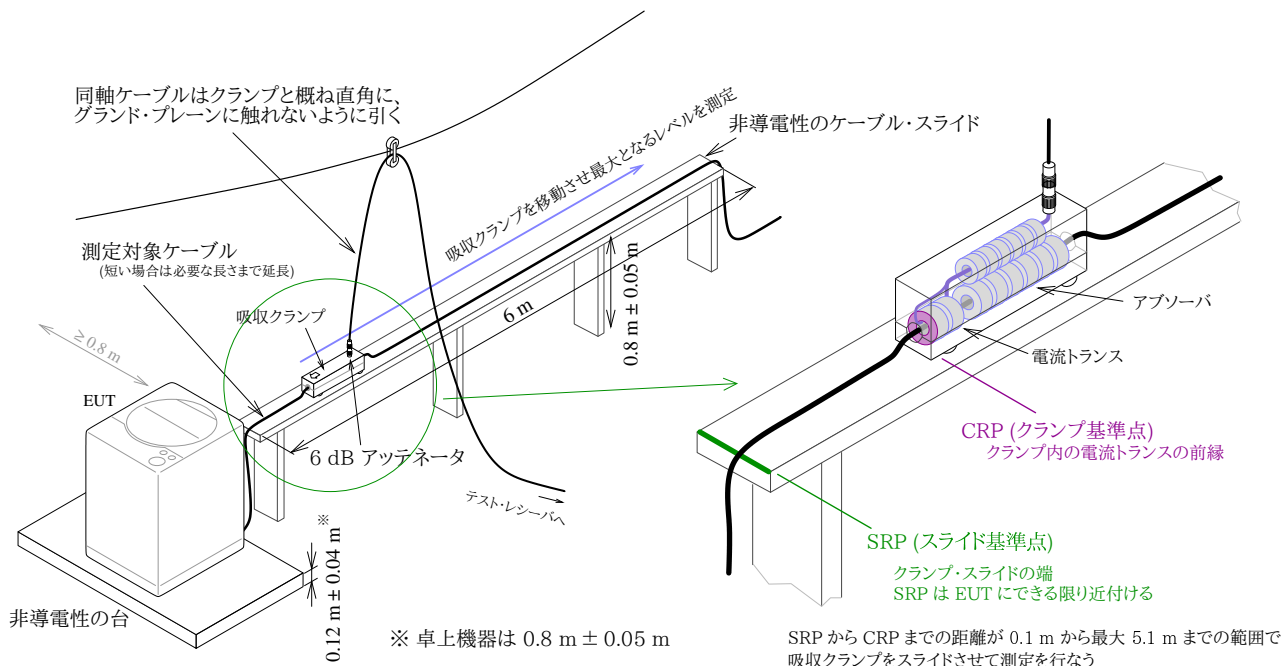 同軸ケーブルはクランプと概ね直角に、
グランド・プレーンに触れないように引く
非導電性のケーブル・スライド
吸収クランプを移動させ最大となるレベルを測定
測定対象ケーブル
(短い場合は必要な長さまで延長)
吸収クランプ
6 m
0.8 m ± 0.05 m
≥ 0.8 m
EUT
6 dB アッテネータ
テスト・レシーバへ
0.12 m ± 0.04 m ※
非導電性の台
※ 卓上機器は 0.8 m ± 0.05 m
アブソーバ
電流トランス
CRP (クランプ基準点)
クランプ内の電流トランスの前縁
SRP (スライド基準点)
クランプ・スライドの端
SRP は EUT にできる限り近付ける
SRP から CRP までの距離が 0.1 m から最大 5.1 m までの範囲で
吸収クランプをスライドさせて測定を行なう